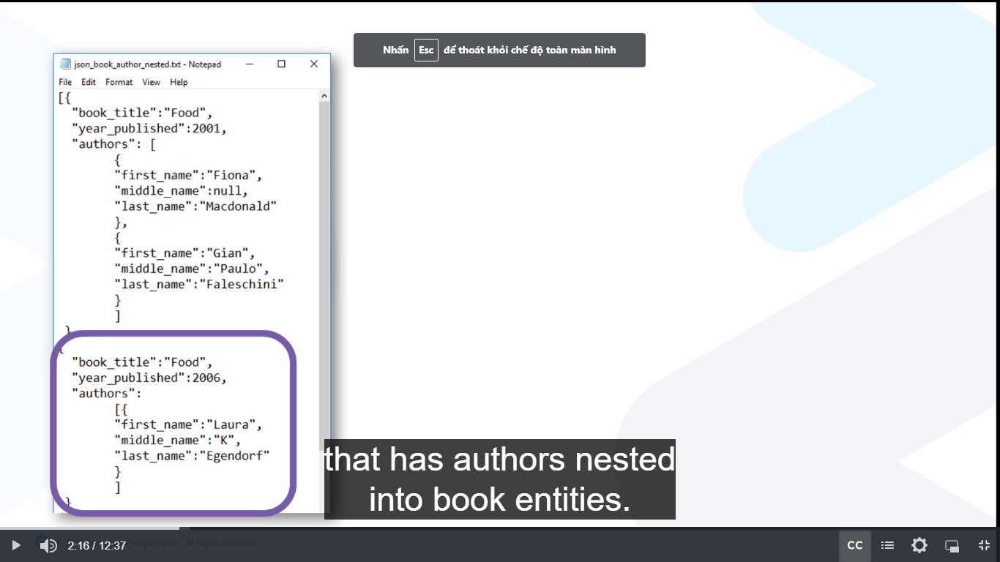 Nhấn Esc để thoát khỏi chế độ toàn màn hình
json_book_author_nested.txt - Notepad
File Edit Format View Help
[{
"book_title":"Food",
"year_published":2001,
"authors": [
{
"first_name":"Fiona",
"middle_name":null,
"last_name":"Macdonald"
},
{
"first_name":"Gian",
"middle_name":"Paulo",
"last_name":"Faleschini"
}
]
}
{
"book_title":"Food",
"year_published":2006,
"authors":
[{
"first_name":"Laura",
"middle_name":"K",
"last_name":"Egendorf"
}
]
}
that has authors nested
into book entities.
2:16 / 12:37
Computing Inc. All Rights Reserved
CC